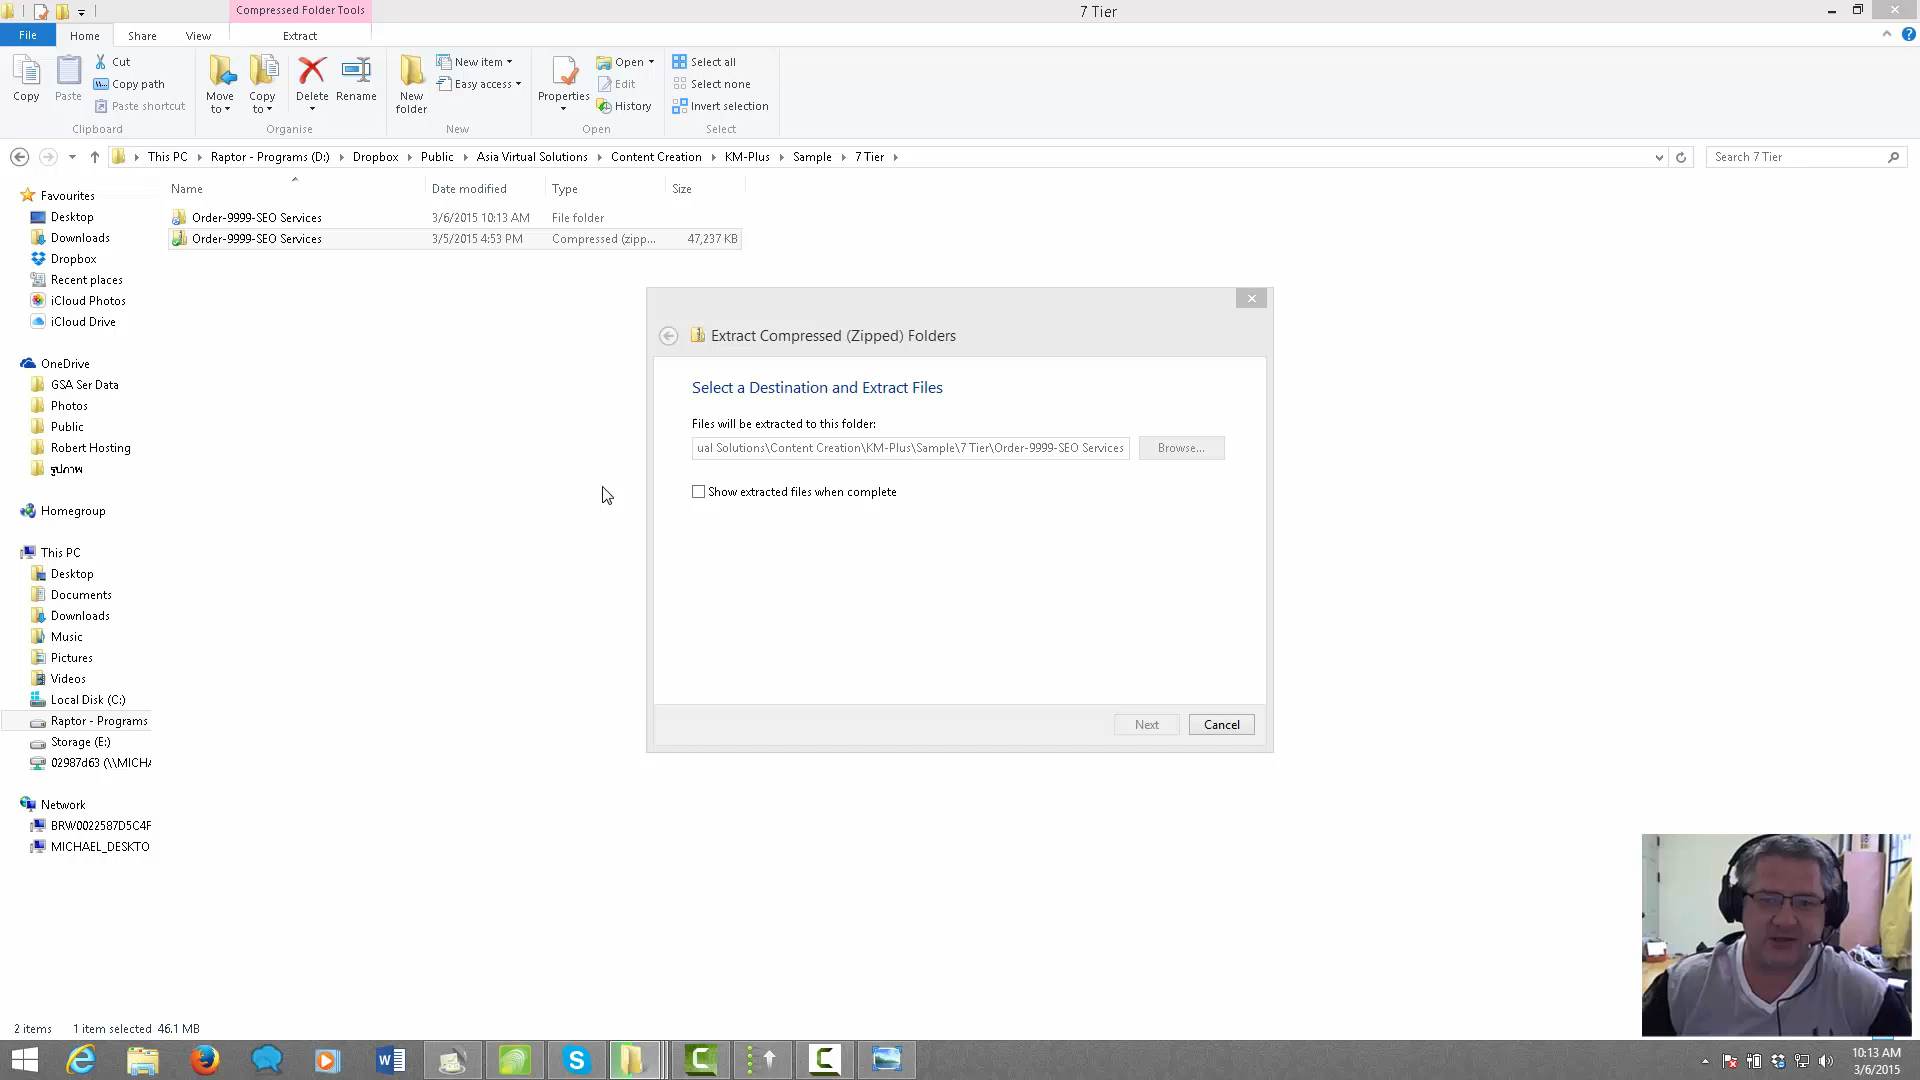 Compressed Folder Tools
7 Tier
File Home Share View Extract
Copy
Paste
Cut
Copy path
Paste shortcut
Clipboard
Move to
Copy to
Delete
Rename
Organise
New folder
New item
Easy access
New
Properties
Open
Edit
History
Open
Select all
Select none
Invert selection
Select
This PC Raptor - Programs (D:) Dropbox Public Asia Virtual Solutions Content Creation KM-Plus Sample 7 Tier
Search 7 Tier
Name Date modified Type Size
Order-9999-SEO Services 3/6/2015 10:13 AM File folder
Order-9999-SEO Services 3/5/2015 4:53 PM Compressed (zipp... 47,237 KB
Favourites
Desktop
Downloads
Dropbox
Recent places
iCloud Photos
iCloud Drive
OneDrive
GSA Ser Data
Photos
Public
Robert Hosting
รูปภาพ
Homegroup
This PC
Desktop
Documents
Downloads
Music
Pictures
Videos
Local Disk (C:)
Raptor - Programs
Storage (E:)
02987d63 (\\MICHA
Network
BRW0022587D5C4F
MICHAEL_DESKTO
Extract Compressed (Zipped) Folders
Select a Destination and Extract Files
Files will be extracted to this folder:
ual Solutions\Content Creation\KM-Plus\Sample\7 Tier\Order-9999-SEO Services
Browse...
Show extracted files when complete
Next
Cancel
2 items 1 item selected 46.1 MB
10:13 AM
3/6/2015